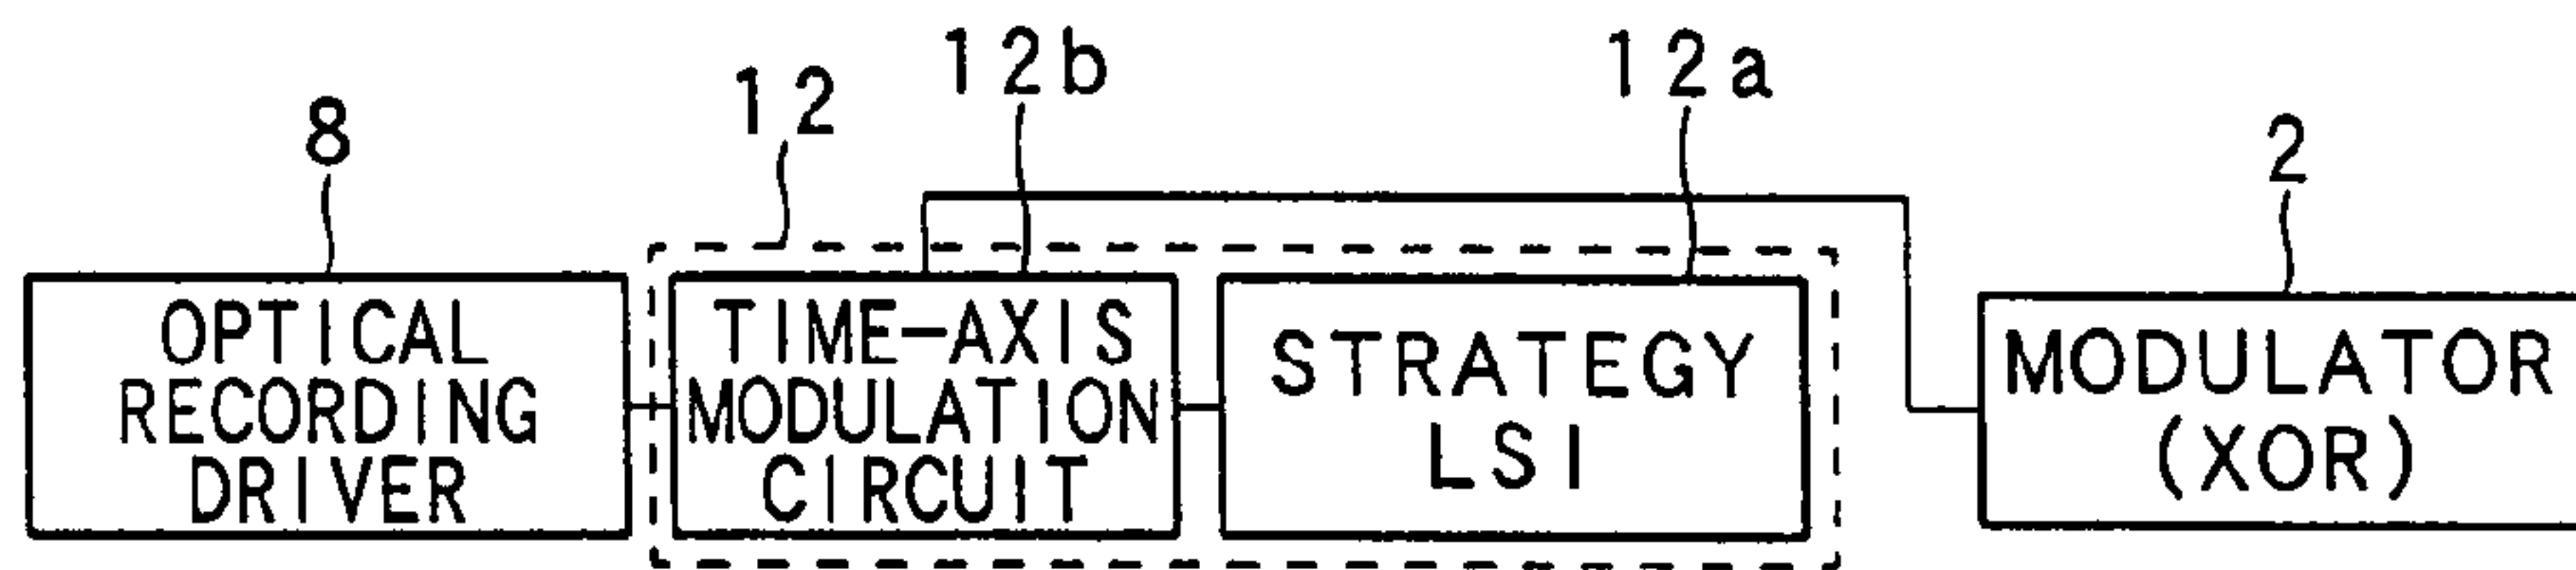 8
12
12b
12a
2
OPTICAL
RECORDING
DRIVER
TIME-AXIS
MODULATION
CIRCUIT
STRATEGY
LSI
MODULATOR
(XOR)